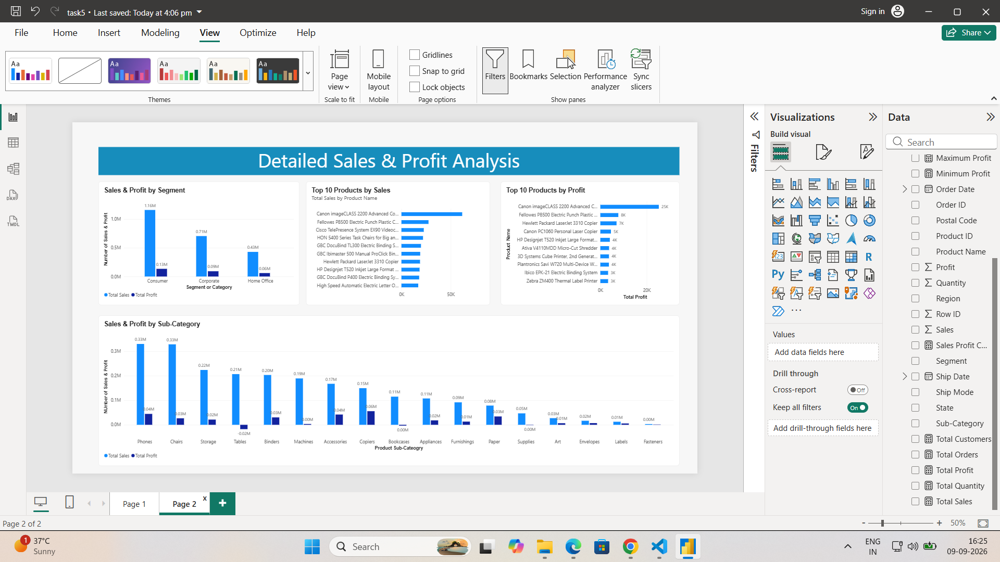 task5 • Last saved: Today at 4:06 pm
Sign in
File Home Insert Modeling View Optimize Help
Share
Aa Aa Aa Aa Aa
Page view
Mobile layout
Gridlines
Snap to grid
Lock objects
Filters
Bookmarks
Selection
Performance analyzer
Sync slicers
Themes
Scale to fit
Mobile
Page options
Show panes
DAX
TMDL
Detailed Sales & Profit Analysis
Sales & Profit by Segment
Number of Sales & Profit
1.0M
0.5M
0.0M
1.16M
0.13M
0.71M
0.09M
0.43M
0.06M
Consumer Corporate Home Office
Segment or Category
Total Sales Total Profit
Top 10 Products by Sales
Total Sales by Product Name
Canon imageCLASS 2200 Advanced Co...
Fellowes PB500 Electric Punch Plastic C...
Cisco TelePresence System EX90 Videoc...
HON 5400 Series Task Chairs for Big an...
GBC DocuBind TL300 Electric Binding S...
GBC Ibimaster 500 Manual ProClick Bin...
Hewlett Packard LaserJet 3310 Copier
HP Designjet T520 Inkjet Large Format ...
GBC DocuBind P400 Electric Binding Sy...
High Speed Automatic Electric Letter O...
0K 50K
Top 10 Products by Profit
Product Name
Canon imageCLASS 2200 Advanced C... 25K
Fellowes PB500 Electric Punch Plastic ... 8K
Hewlett Packard LaserJet 3310 Copier 7K
Canon PC1060 Personal Laser Copier 5K
HP Designjet T520 Inkjet Large Format... 4K
Ativa V4110MDD Micro-Cut Shredder 4K
3D Systems Cube Printer, 2nd Generat... 4K
Plantronics Savi W720 Multi-Device W... 4K
Ibico EPK-21 Electric Binding System 3K
Zebra ZM400 Thermal Label Printer 3K
0K 20K
Total Profit
Sales & Profit by Sub-Category
NUmber of Sales & Profit
0.3M
0.2M
0.1M
0.0M
0.33M 0.33M 0.22M 0.21M 0.20M 0.19M 0.17M 0.15M 0.11M 0.11M 0.09M 0.08M 0.05M 0.03M 0.02M 0.01M 0.00M
0.04M 0.03M 0.02M -0.02M 0.03M 0.00M 0.04M 0.06M 0.00M 0.02M 0.01M 0.03M 0.00M 0.01M
Phones Chairs Storage Tables Binders Machines Accessories Copiers Bookcases Appliances Furnishings Paper Supplies Art Envelopes Labels Fasteners
Product Sub-Cateogry
Total Sales Total Profit
Filters
Visualizations
Build visual
123
R
Py
Values
Add data fields here
Drill through
Cross-report Off
Keep all filters On
Add drill-through fields here
Data
Search
Maximum Profit
Minimum Profit
Order Date
Order ID
Postal Code
Product ID
Product Name
Profit
Quantity
Region
Row ID
Sales
Sales Profit C...
Segment
Ship Date
Ship Mode
State
Sub-Category
Total Customers
Total Orders
Total Profit
Total Quantity
Total Sales
Page 1
Page 2 x
+
Page 2 of 2
- + 50%
1
37°C
Sunny
Search
ENG
IN
16:25
09-09-2026